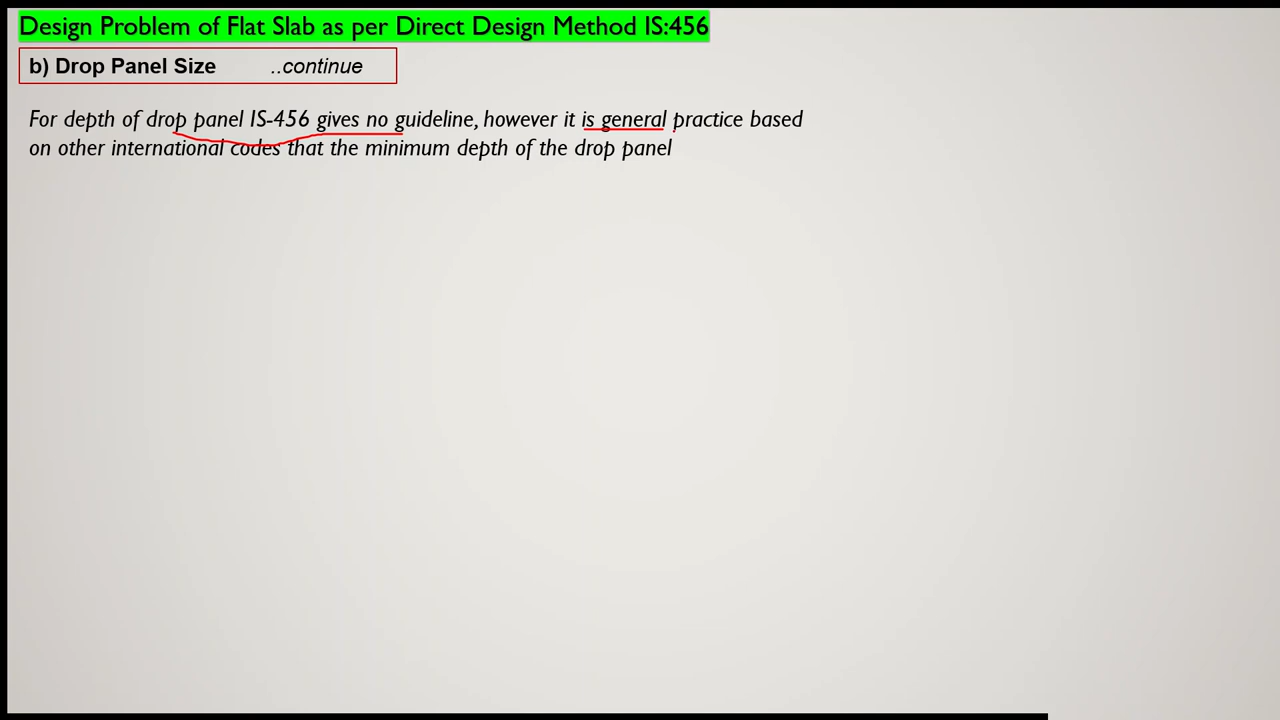 Design Problem of Flat Slab as per Direct Design Method IS:456
b) Drop Panel Size ..continue
For depth of drop panel IS-456 gives no guideline, however it is general practice based
on other international codes that the minimum depth of the drop panel